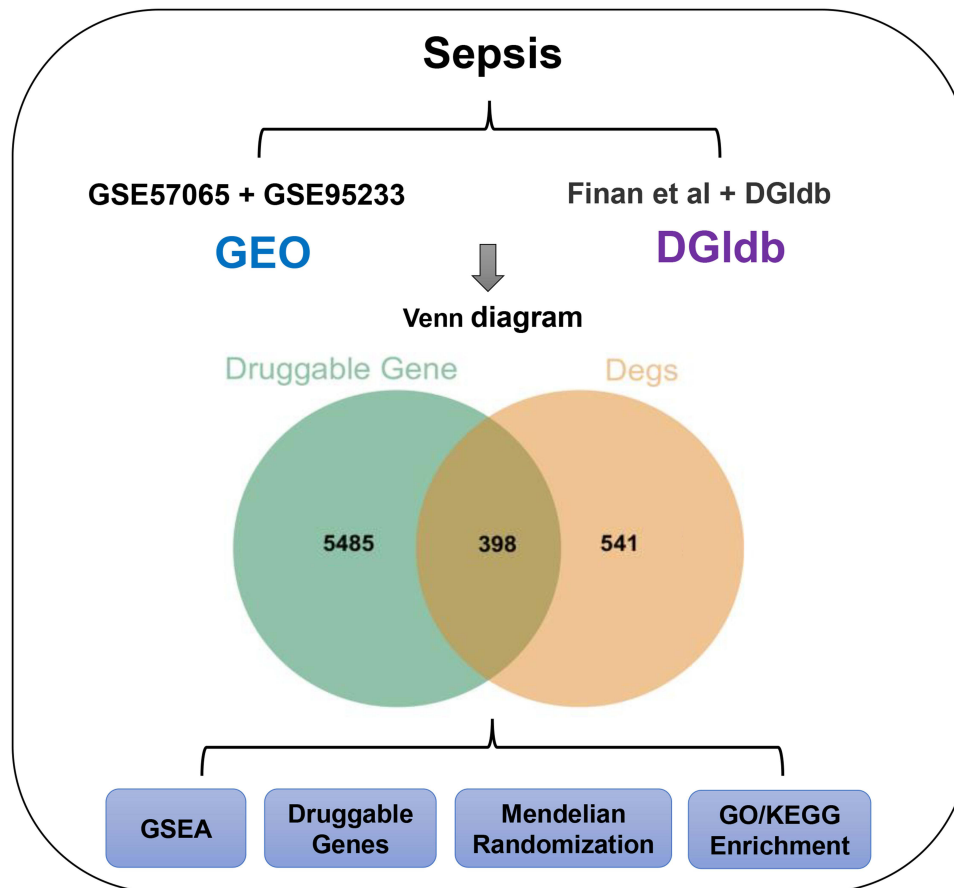 Sepsis
GSE57065 + GSE95233
Finan et al + DGIdb
GEO
DGIdb
Venn diagram
Druggable Gene
Degs
5485
398
541
GSEA
Druggable
Genes
Mendelian
Randomization
GO/KEGG
Enrichment